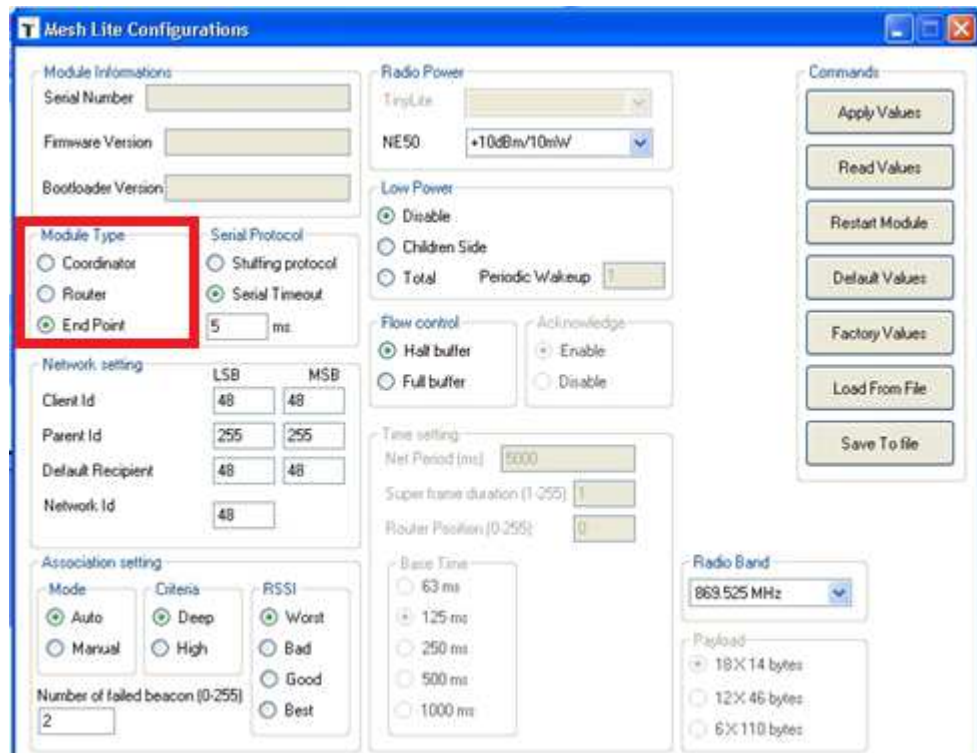 Mesh Lite Configurations
Module Informations
Serial Number
Firmware Version
Bootloader Version
Module Type
Coordinator
Router
End Point
Serial Protocol
Stuffing protocol
Serial Timeout
5 ms
Network setting
LSB MSB
Client Id 48 48
Parent Id 255 255
Default Recipient 48 48
Network Id 48
Association setting
Mode
Auto
Manual
Criteria
Deep
High
RSSI
Worst
Bad
Good
Best
Number of failed beacon (0-255)
2
Radio Power
TinyLite
NE50 +10dBm/10mW
Low Power
Disable
Children Side
Total Periodic Wakeup 1
Flow control
Half buffer
Full buffer
Acknowledge
Enable
Disable
Time setting
Net Period (ms) 5000
Super frame duration (1-255) 1
Router Position (0-255) 0
Base Time
63 ms
125 ms
250 ms
500 ms
1000 ms
Commands
Apply Values
Read Values
Restart Module
Default Values
Factory Values
Load From File
Save To file
Radio Band
869.525 MHz
Payload
18X14 bytes
12X46 bytes
6X110 bytes